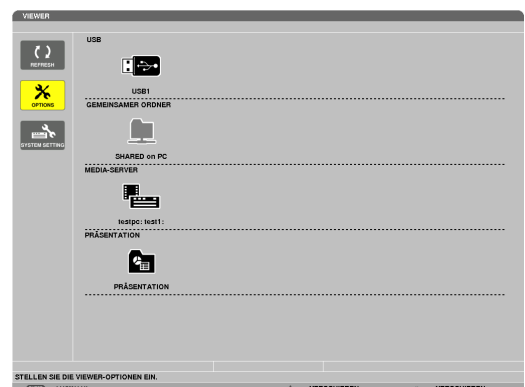 VIEWER
USB
REFRESH
USB1
OPTIONS
GEMEINSAMER ORDNER
SYSTEM SETTING
SHARED on PC
MEDIA-SERVER
testpc: test1:
PRÄSENTATION
PRÄSENTATION
STELLEN SIE DIE VIEWER-OPTIONEN EIN.